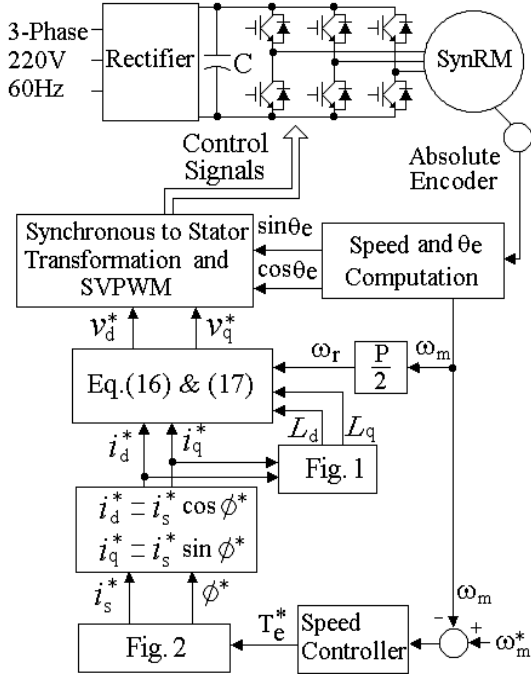 3-Phase
220V
60Hz
Rectifier
C
SynRM
Control
Signals
Absolute
Encoder
Synchronous to Stator
Transformation and
SVPWM
sinθe
cosθe
Speed and θe
Computation
v*d
v*q
ωr
P/2
ωm
Eq.(16) & (17)
Ld
Lq
i*d
i*q
Fig. 1
i*d = i*s cos ϕ*
i*q = i*s sin ϕ*
i*s
ϕ*
ωm
Fig. 2
T*e
Speed
Controller
-
+
ω*m